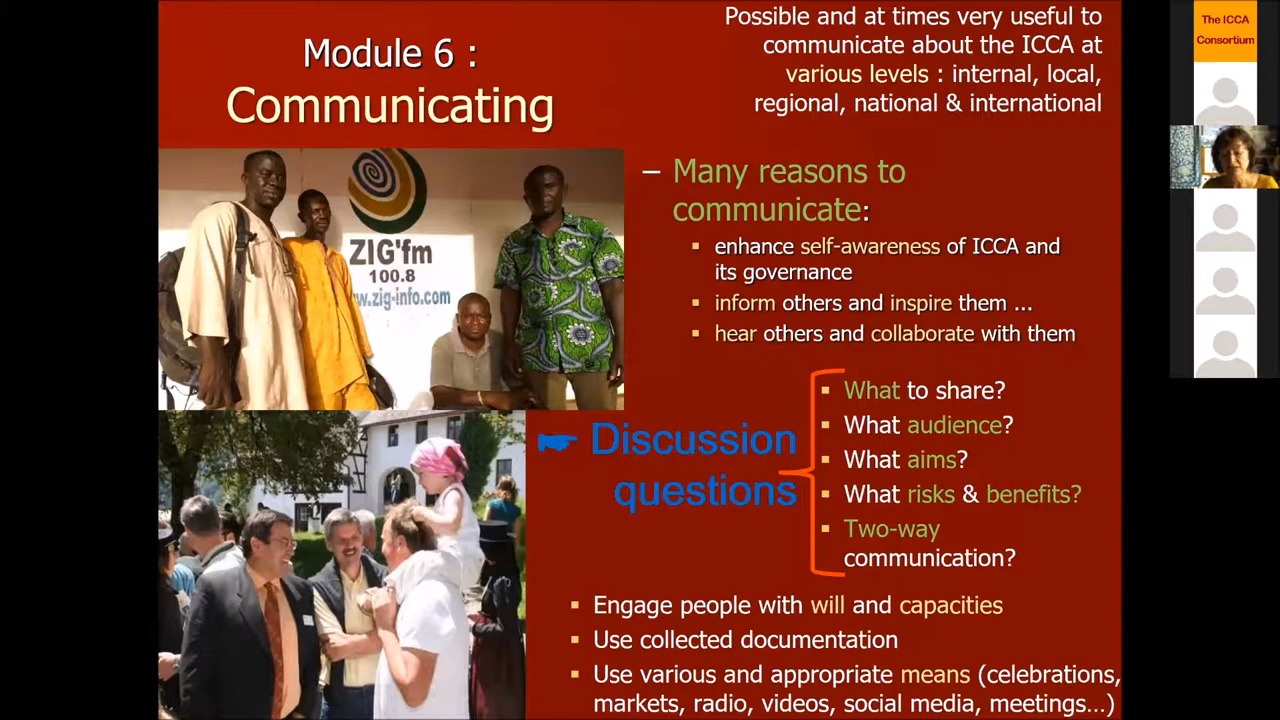 Module 6 :
Communicating
Possible and at times very useful to
communicate about the ICCA at
various levels : internal, local,
regional, national & international
The ICCA
Consortium
ZIG'fm
100.8
w.zig-info.com
– Many reasons to
communicate:
▪ enhance self-awareness of ICCA and
its governance
▪ inform others and inspire them ...
▪ hear others and collaborate with them
☛ Discussion
questions
▪ What to share?
▪ What audience?
▪ What aims?
▪ What risks & benefits?
▪ Two-way
communication?
▪ Engage people with will and capacities
▪ Use collected documentation
▪ Use various and appropriate means (celebrations,
markets, radio, videos, social media, meetings…)